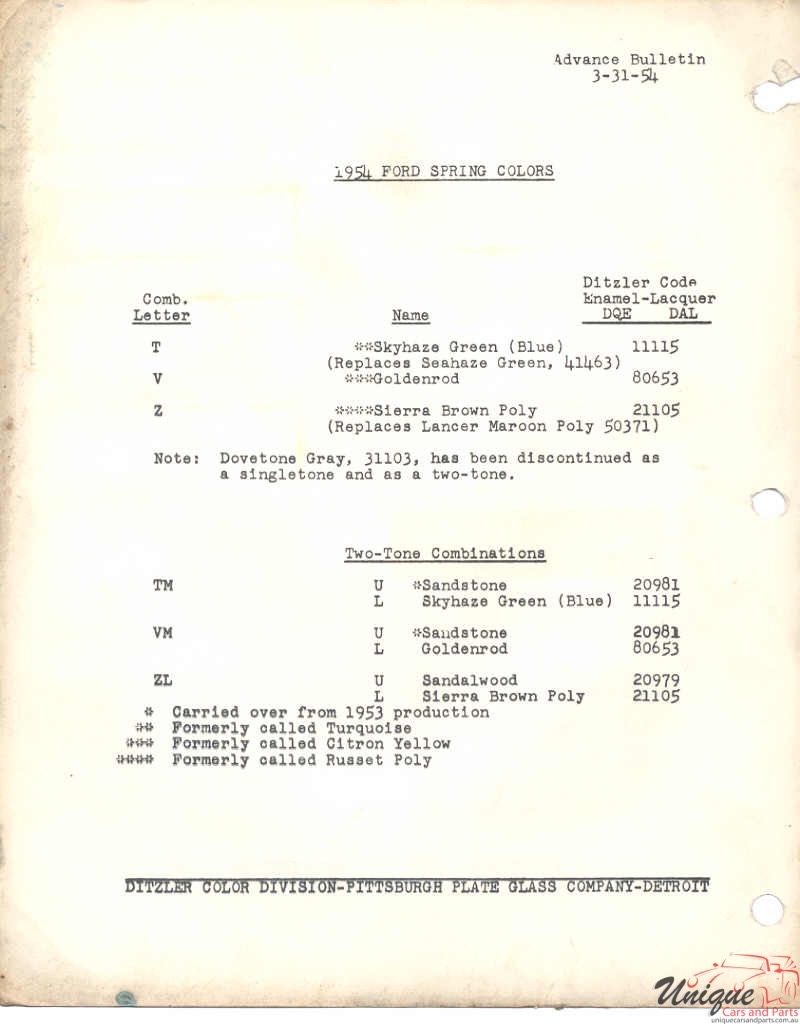 Advance Bulletin
3-31-54
1954 FORD SPRING COLORS
Ditzler Code
Comb. Enamel-Lacquer
Letter Name DQE DAL
T **Skyhaze Green (Blue) 11115
(Replaces Seahaze Green, 41463)
V ***Goldenrod 80653
Z ****Sierra Brown Poly 21105
(Replaces Lancer Maroon Poly 50371)
Note: Dovetone Gray, 31103, has been discontinued as
a singletone and as a two-tone.
Two-Tone Combinations
TM U *Sandstone 20981
L Skyhaze Green (Blue) 11115
VM U *Sandstone 20981
L Goldenrod 80653
ZL U Sandalwood 20979
L Sierra Brown Poly 21105
* Carried over from 1953 production
** Formerly called Turquoise
*** Formerly called Citron Yellow
**** Formerly called Russet Poly
DITZLER COLOR DIVISION-PITTSBURGH PLATE GLASS COMPANY-DETROIT
Unique
Cars and Parts
uniquecarsandparts.com.au